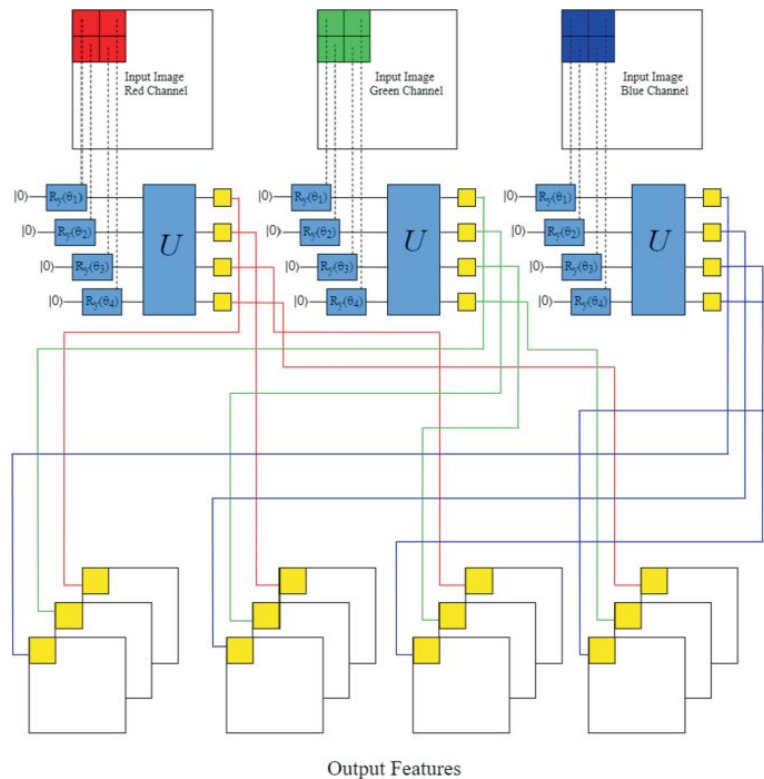 Input Image
Red Channel
Input Image
Green Channel
Input Image
Blue Channel
|0⟩ Ry(θ1)
|0⟩ Ry(θ2)
|0⟩ Ry(θ3)
|0⟩ Ry(θ4)
U
|0⟩ Ry(θ1)
|0⟩ Ry(θ2)
|0⟩ Ry(θ3)
|0⟩ Ry(θ4)
U
|0⟩ Ry(θ1)
|0⟩ Ry(θ2)
|0⟩ Ry(θ3)
|0⟩ Ry(θ4)
U
Output Features